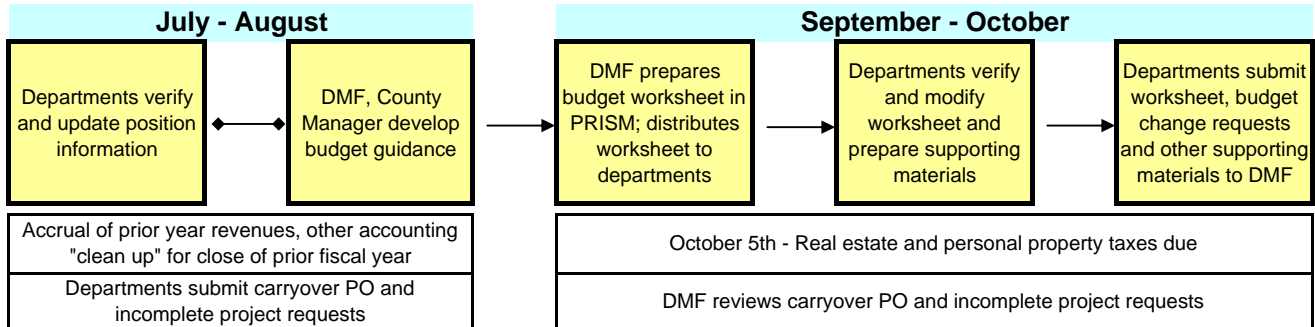 July - August
September - October
Departments verify
and update position
information
DMF, County
Manager develop
budget guidance
DMF prepares
budget worksheet in
PRISM; distributes
worksheet to
departments
Departments verify
and modify
worksheet and
prepare supporting
materials
Departments submit
worksheet, budget
change requests
and other supporting
materials to DMF
Accrual of prior year revenues, other accounting
"clean up" for close of prior fiscal year
Departments submit carryover PO and
incomplete project requests
October 5th - Real estate and personal property taxes due
DMF reviews carryover PO and incomplete project requests